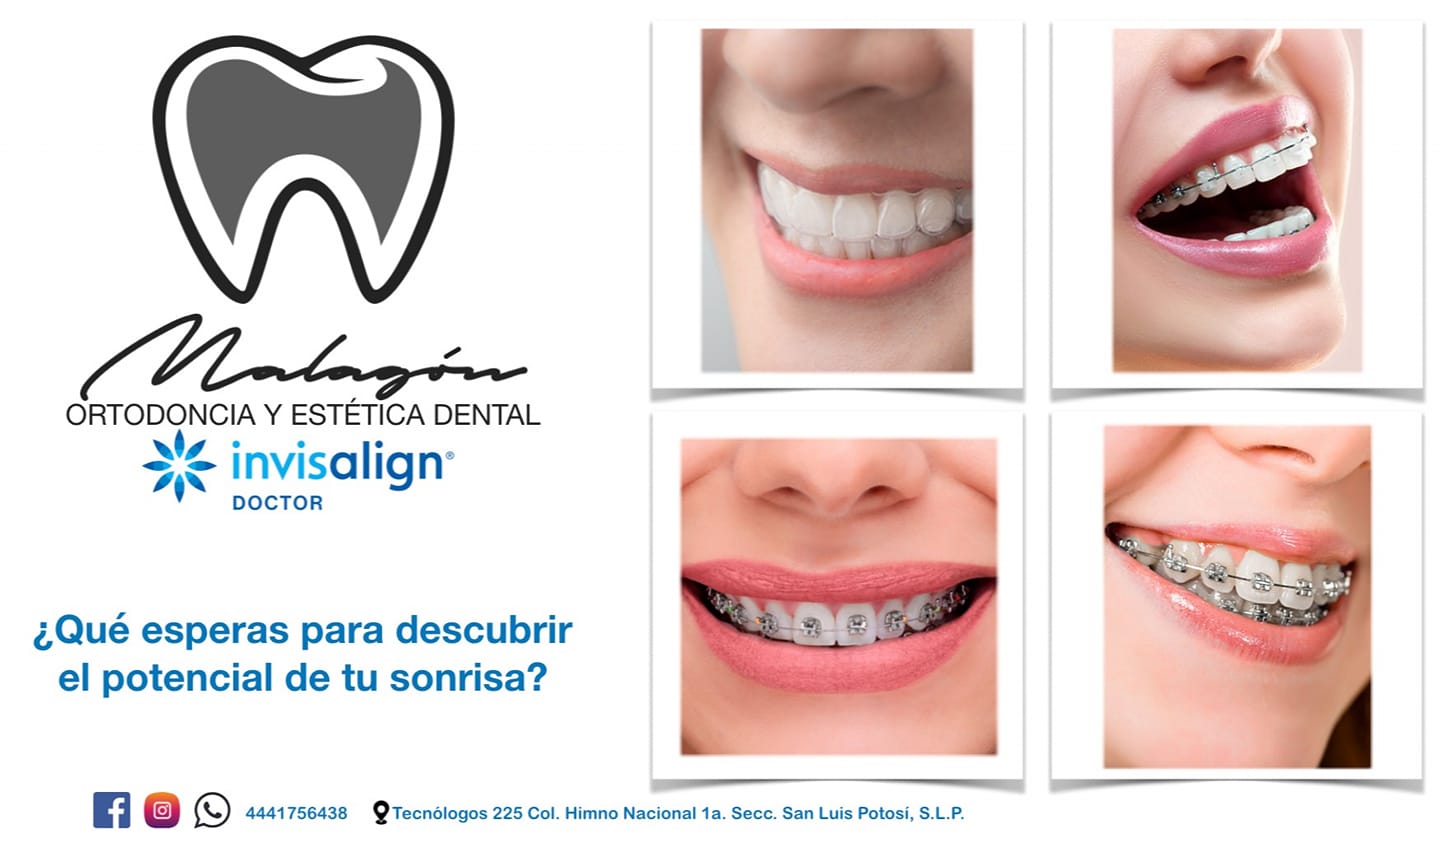 Malagón
ORTODONCIA Y ESTÉTICA DENTAL
invisalign®
DOCTOR
¿Qué esperas para descubrir
el potencial de tu sonrisa?
4441756438 Tecnólogos 225 Col. Himno Nacional 1a. Secc. San Luis Potosí, S.L.P.